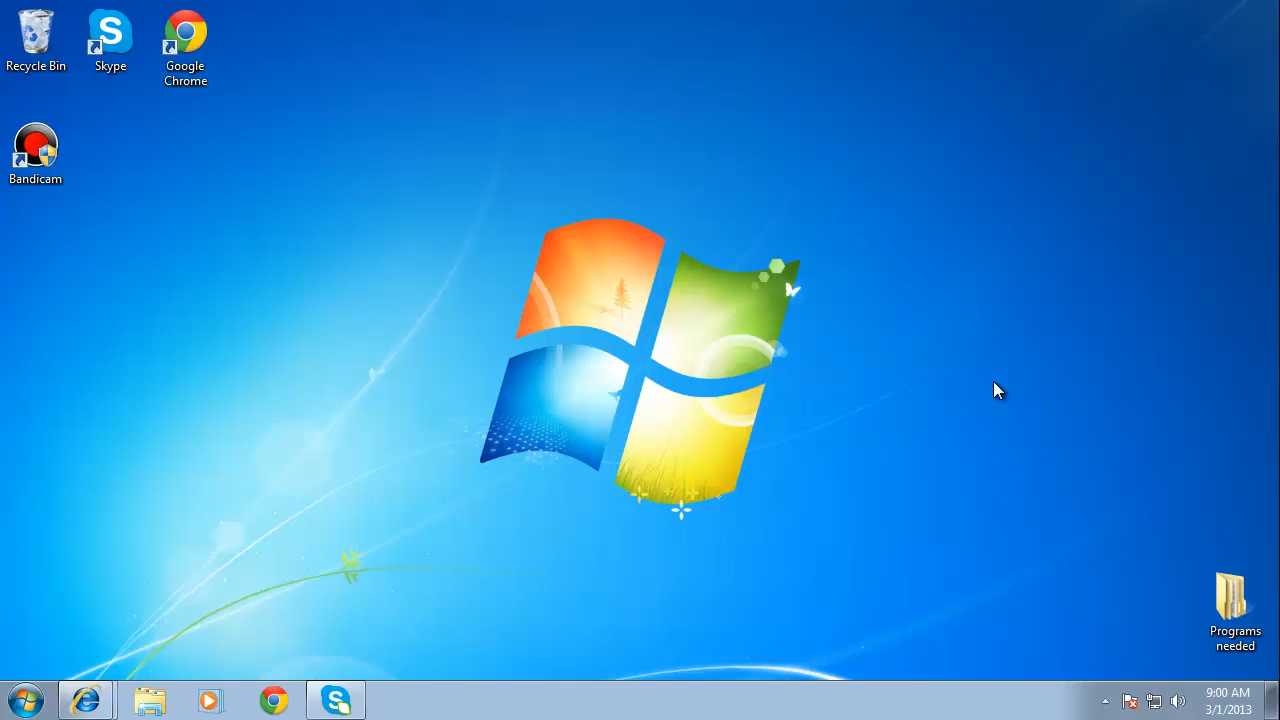 Recycle Bin
Skype
Google
Chrome
Bandicam
Programs
needed
9:00 AM
3/1/2013